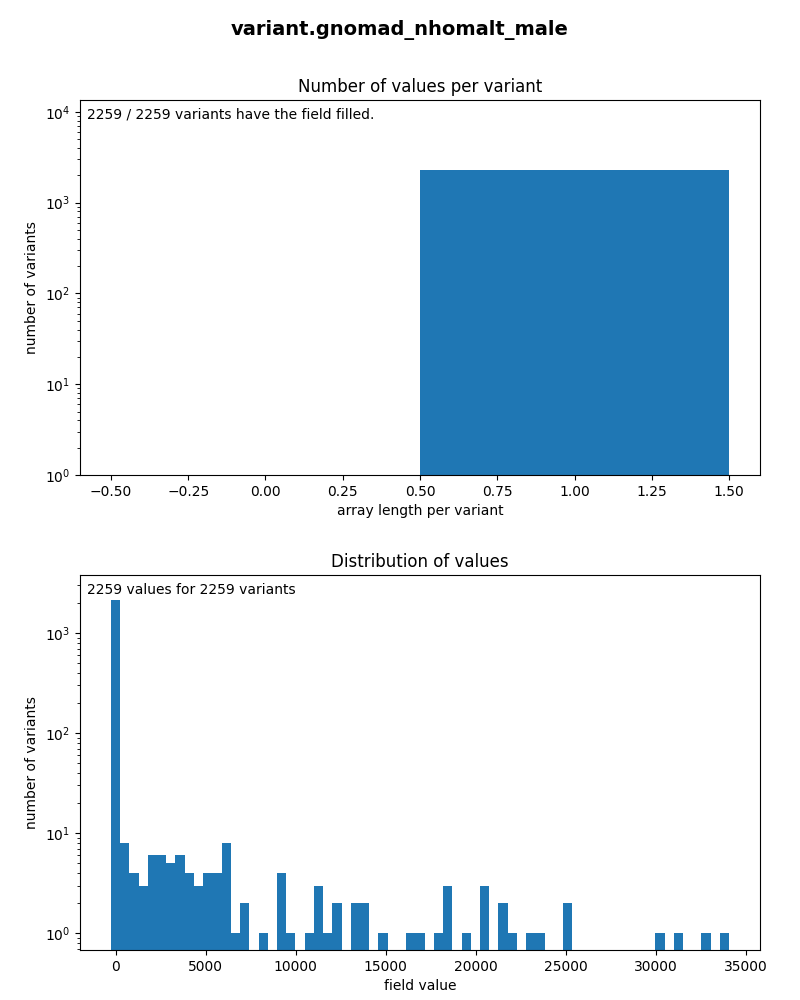 variant.gnomad_nhomalt_male
Number of values per variant
2259 / 2259 variants have the field filled.
10^4
10^3
10^2
10^1
10^0
number of variants
−0.50 −0.25 0.00 0.25 0.50 0.75 1.00 1.25 1.50
array length per variant
Distribution of values
2259 values for 2259 variants
10^3
10^2
10^1
10^0
number of variants
0 5000 10000 15000 20000 25000 30000 35000
field value